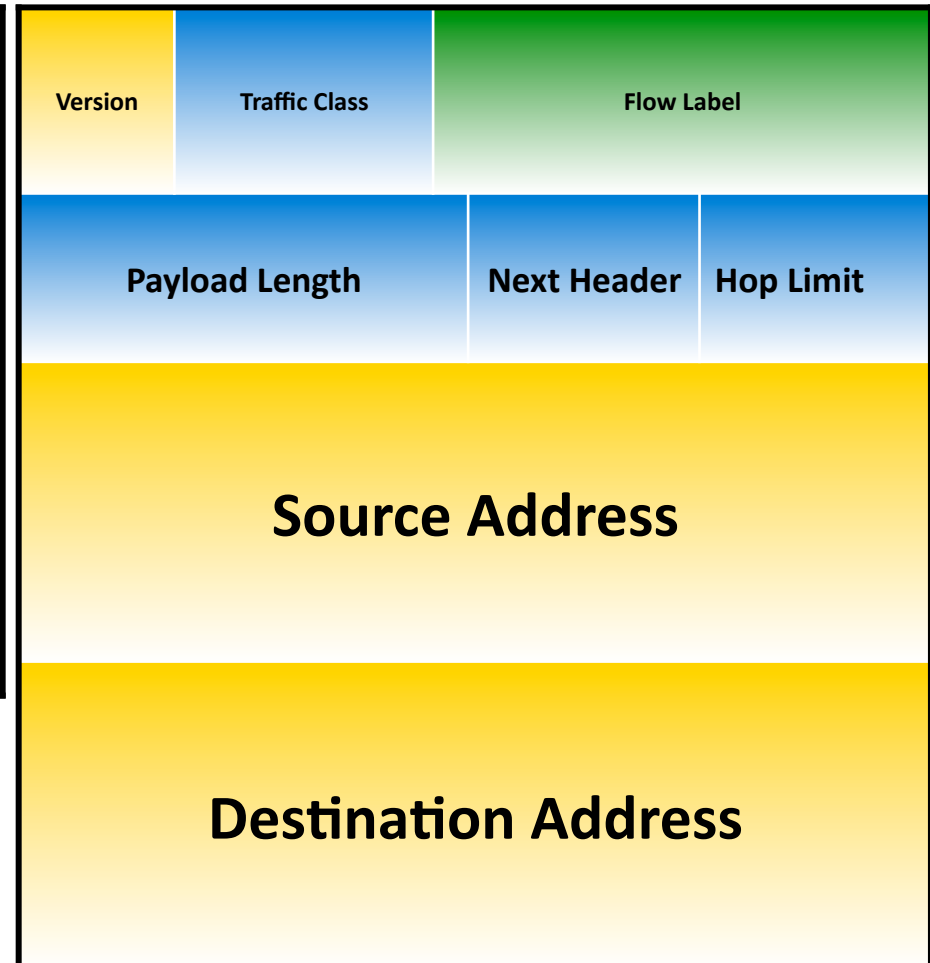 Version Traffic Class Flow Label
Payload Length Next Header Hop Limit
Source Address
Destination Address